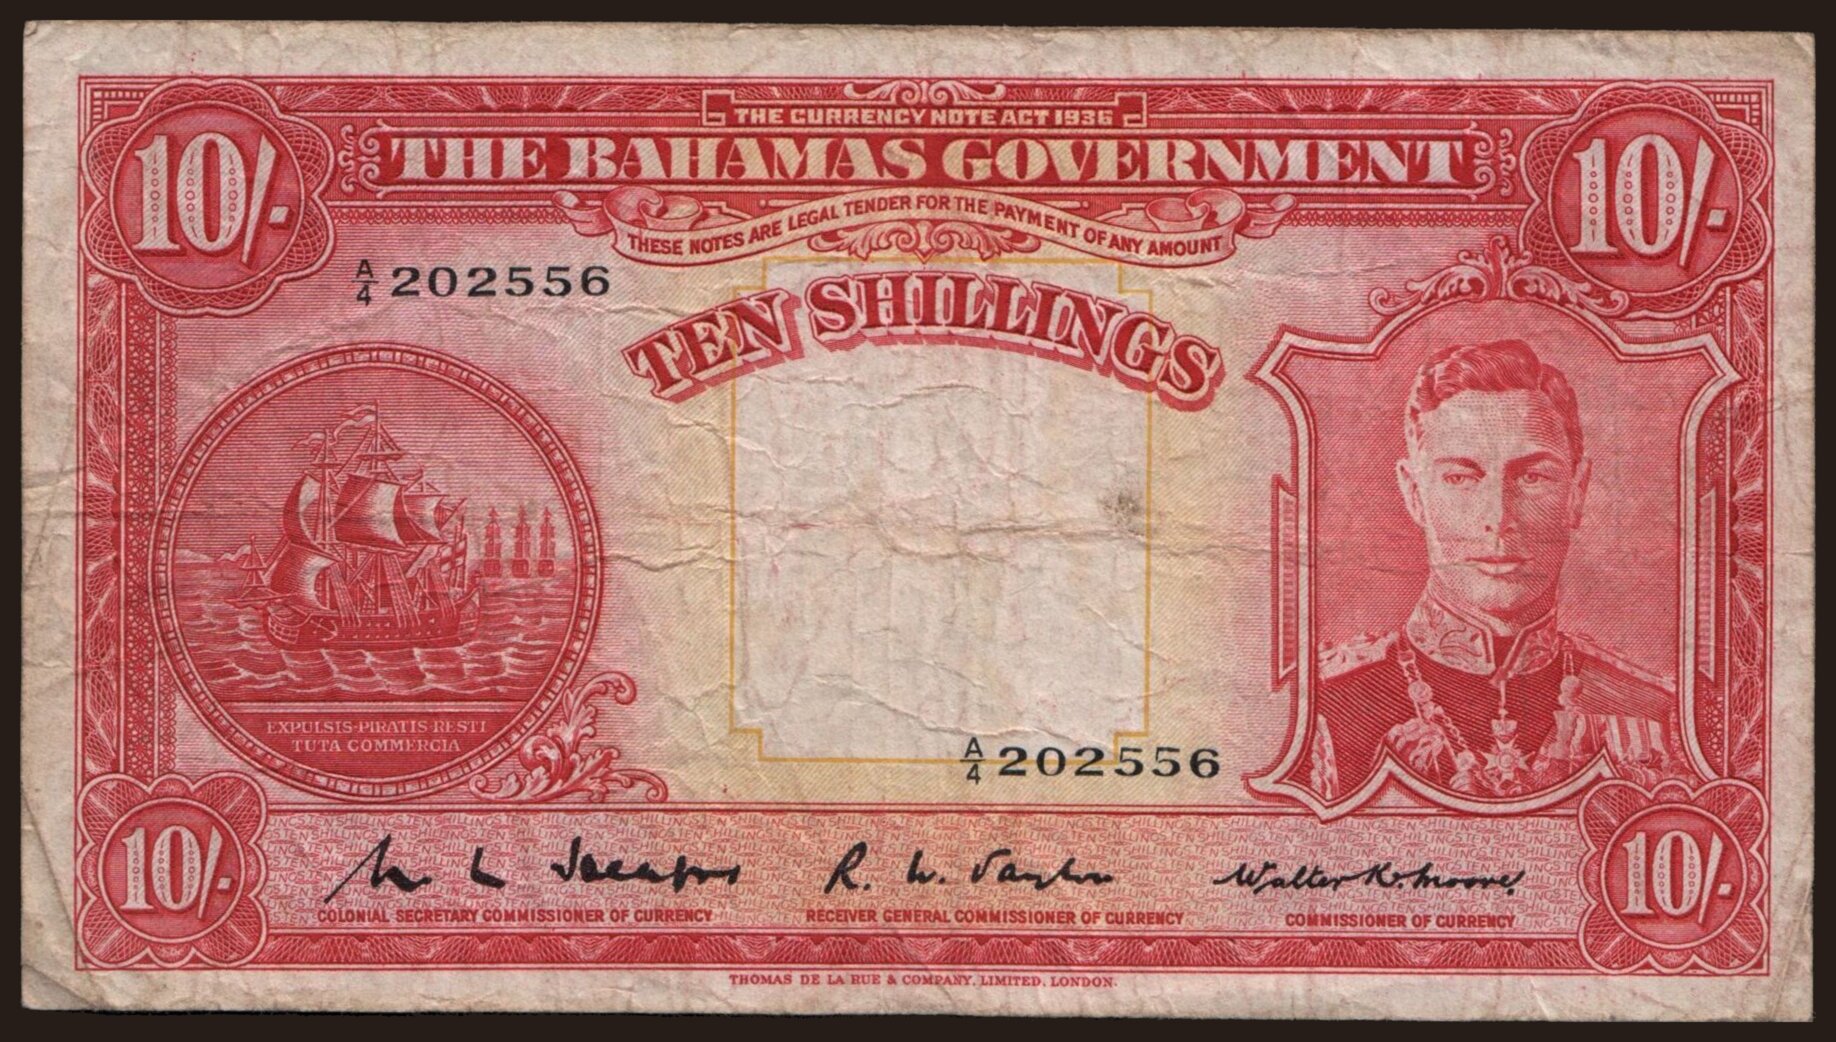 THE CURRENCY NOTE ACT 1936
10/- THE BAHAMAS GOVERNMENT 10/-
THESE NOTES ARE LEGAL TENDER FOR THE PAYMENT OF ANY AMOUNT
A/4 202556
TEN SHILLINGS
EXPULSIS·PIRATIS·RESTI
TUTA COMMERCIA
A/4 202556
10/- 10/-
R. W. Walter K. Moore
COLONIAL SECRETARY COMMISSIONER OF CURRENCY RECEIVER GENERAL COMMISSIONER OF CURRENCY COMMISSIONER OF CURRENCY
THOMAS DE LA RUE & COMPANY, LIMITED, LONDON.